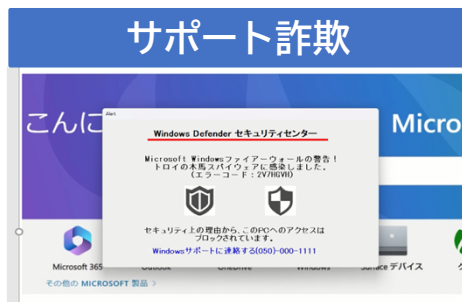 サポート詐欺
こんに
Micro
Alert
Windows Defender セキュリティセンター
Microsoft Windowsファイアーウォールの警告！
トロイの木馬スパイウェアに感染しました。
(エラーコード：2V7HGVH)
セキュリティ上の理由から、このPCへのアクセスは
ブロックされています。
Windowsサポートに連絡する(050)-000-1111
Microsoft 365
Outlook
OneDrive
Windows
Surface デバイス
その他の MICROSOFT 製品 >